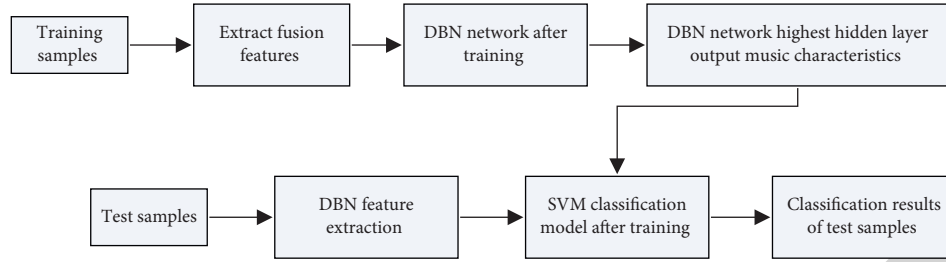 Training
samples
Extract fusion
features
DBN network after
training
DBN network highest hidden layer
output music characteristics
Test samples
DBN feature
extraction
SVM classification
model after training
Classification results
of test samples